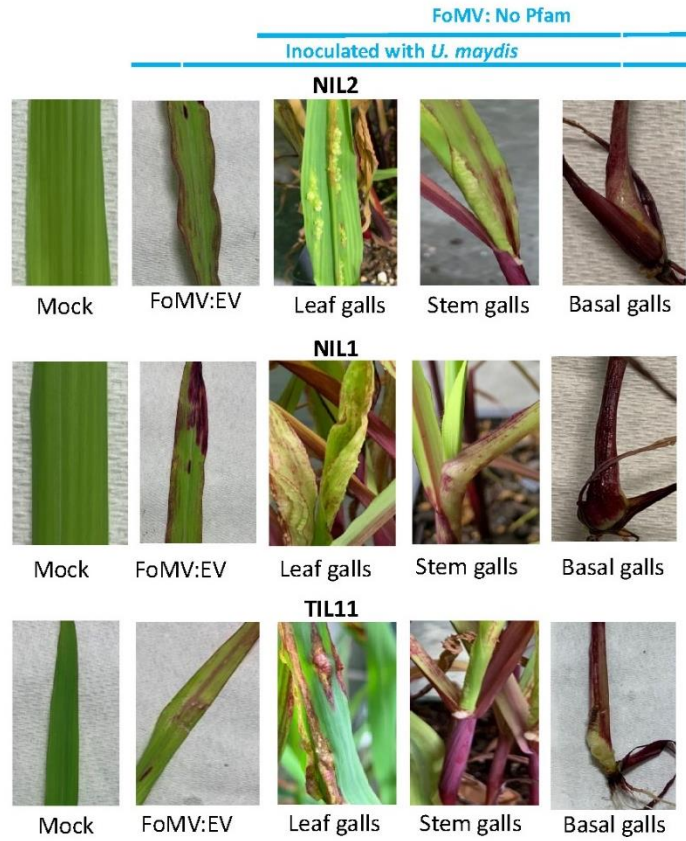 FoMV: No Pfam
Inoculated with U. maydis
NIL2
Mock FoMV:EV Leaf galls Stem galls Basal galls
NIL1
Mock FoMV:EV Leaf galls Stem galls Basal galls
TIL11
Mock FoMV:EV Leaf galls Stem galls Basal galls